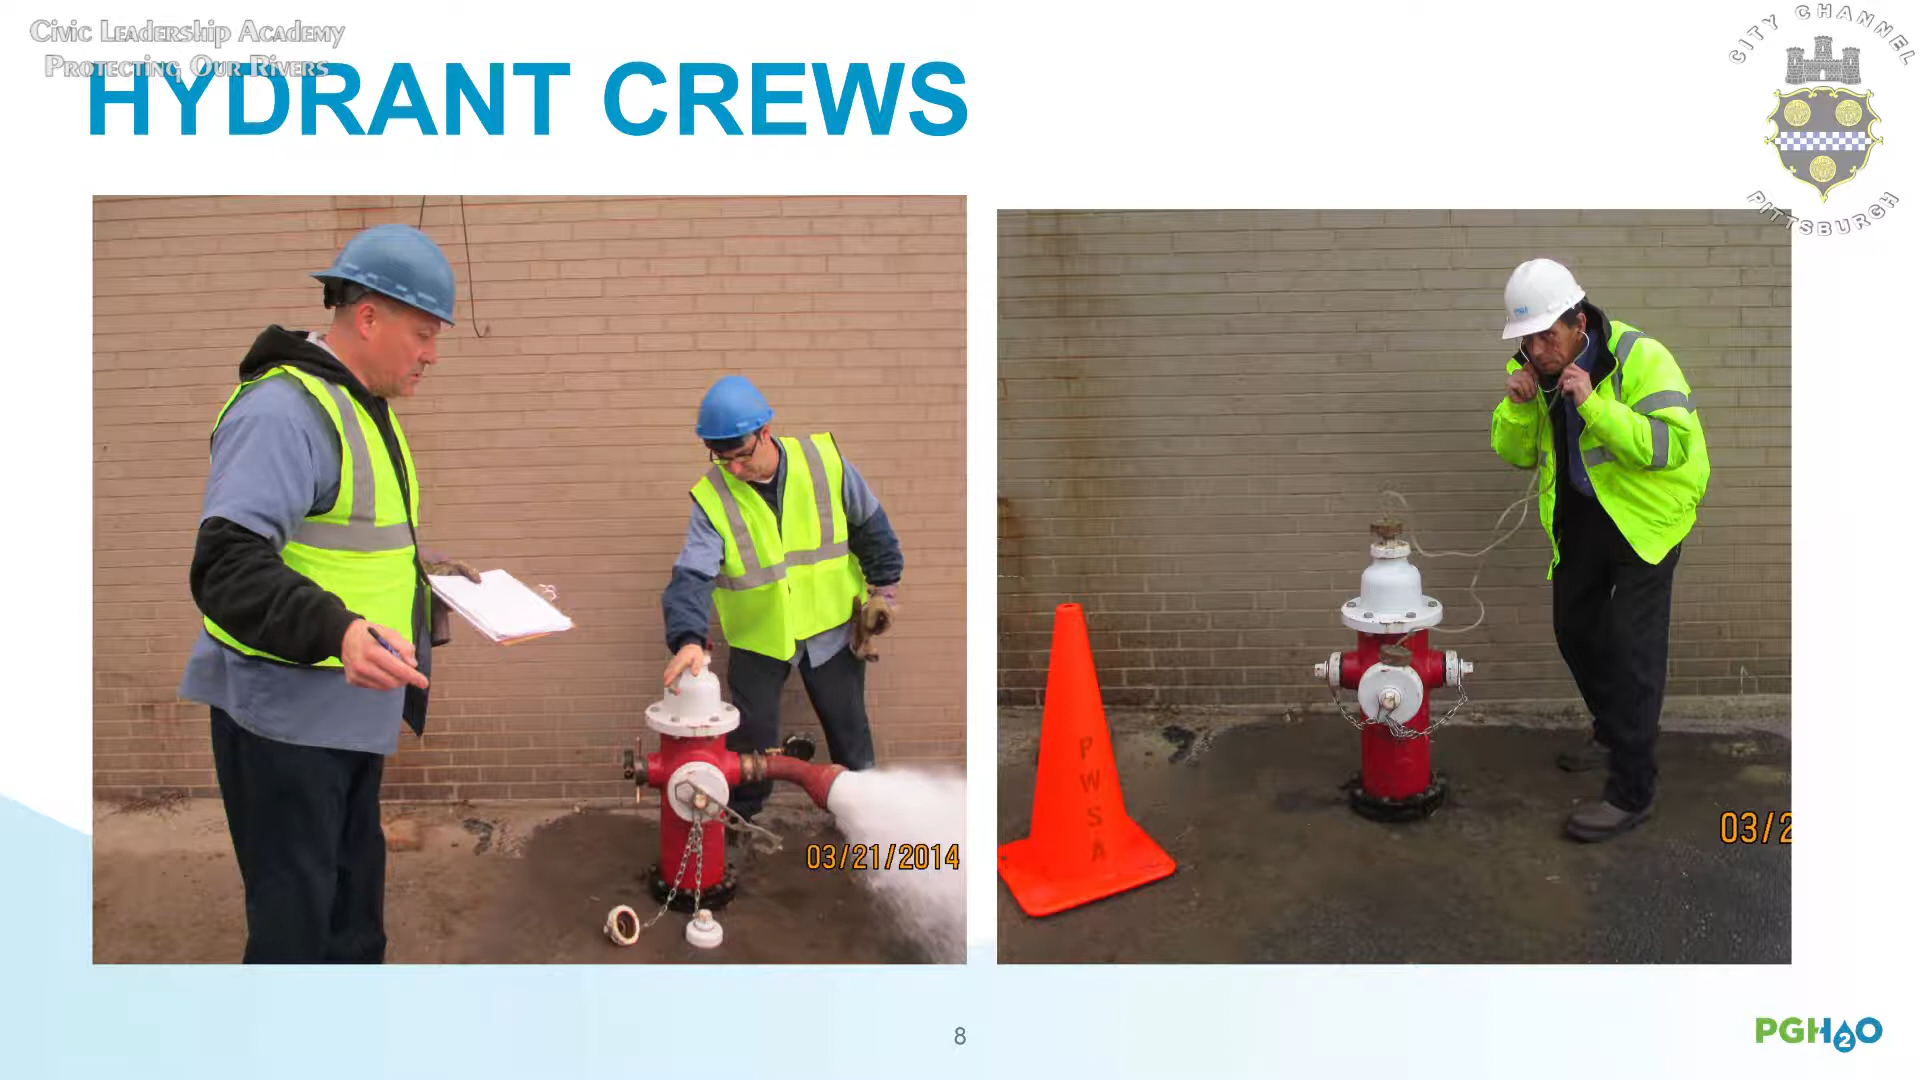 Civic Leadership Academy
Protecting Our Rivers
HYDRANT CREWS
CITY CHANNEL
PITTSBURGH
03/21/2014
PWSA
03/2
8
PGH2O